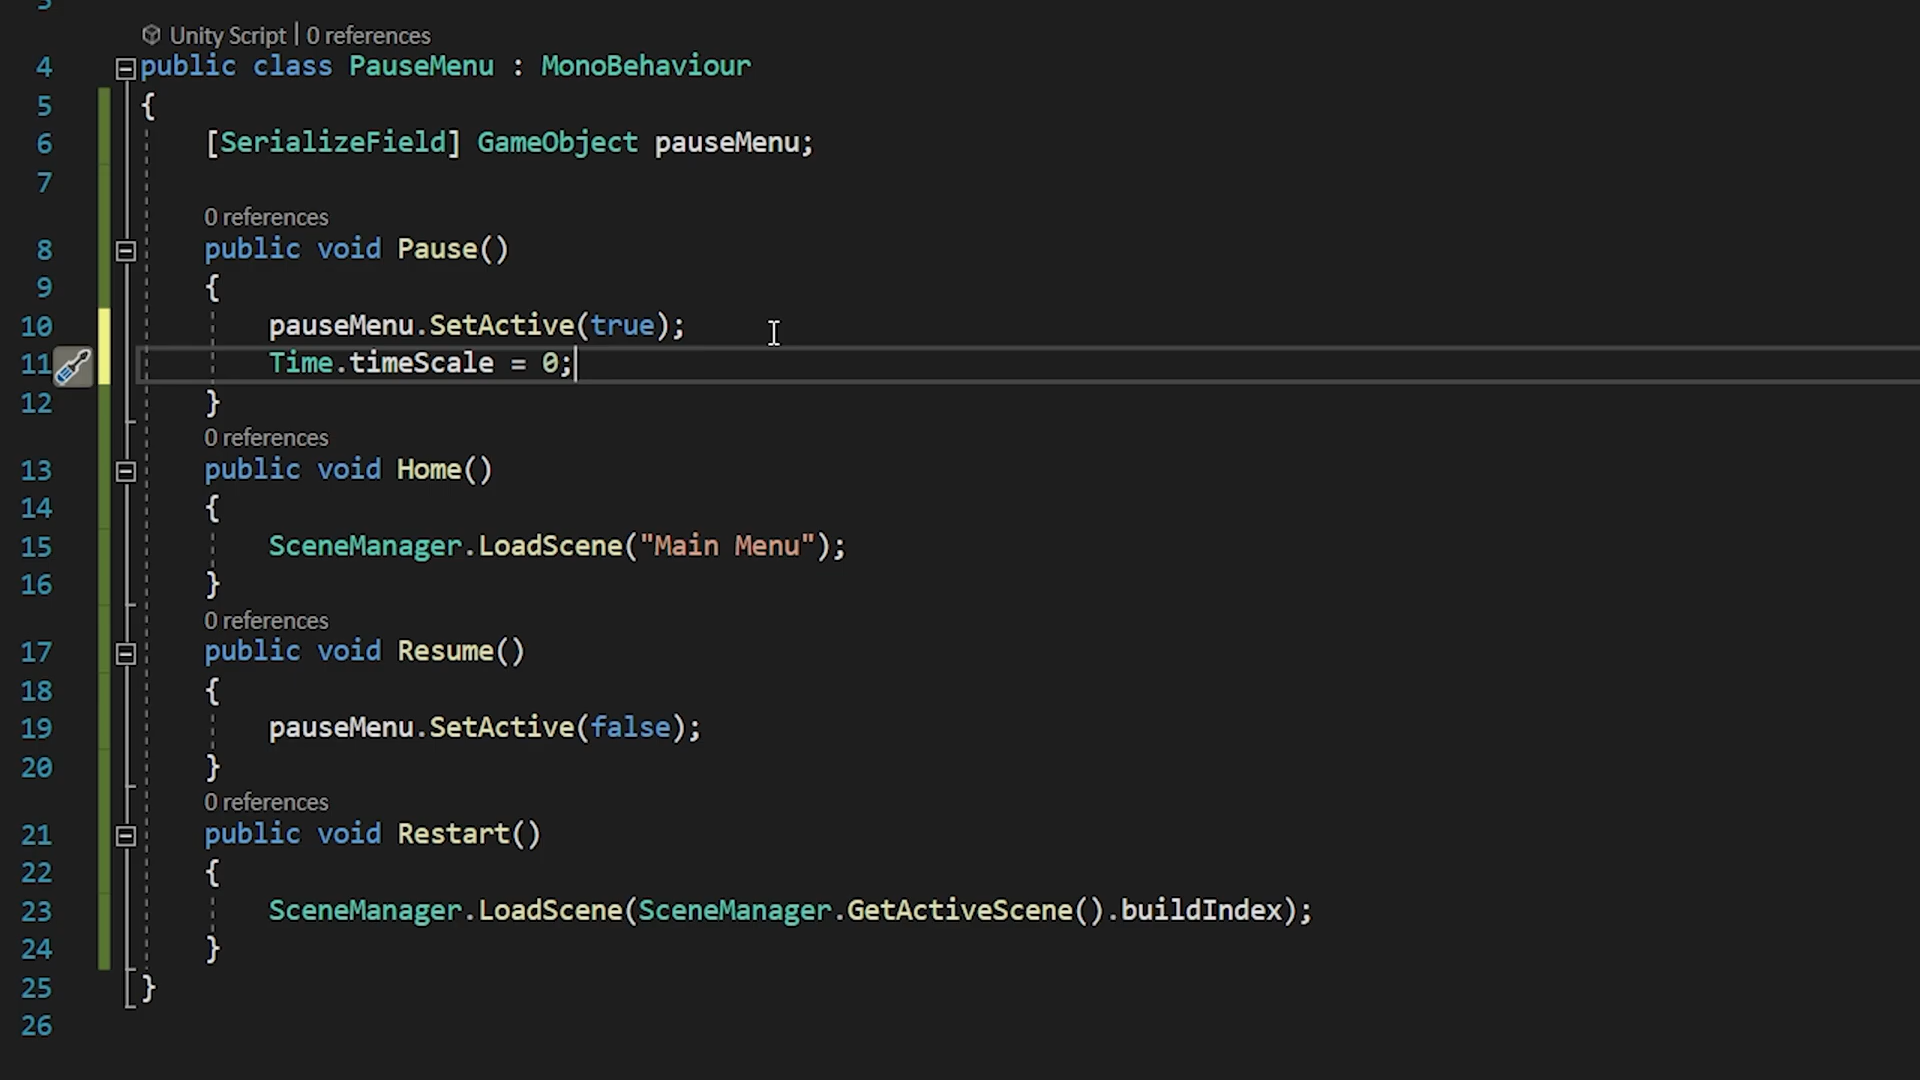 Unity Script | 0 references
4 public class PauseMenu : MonoBehaviour
5 {
6 [SerializeField] GameObject pauseMenu;
7
0 references
8 public void Pause()
9 {
10 pauseMenu.SetActive(true);
11 Time.timeScale = 0;
12 }
0 references
13 public void Home()
14 {
15 SceneManager.LoadScene("Main Menu");
16 }
0 references
17 public void Resume()
18 {
19 pauseMenu.SetActive(false);
20 }
0 references
21 public void Restart()
22 {
23 SceneManager.LoadScene(SceneManager.GetActiveScene().buildIndex);
24 }
25 }
26